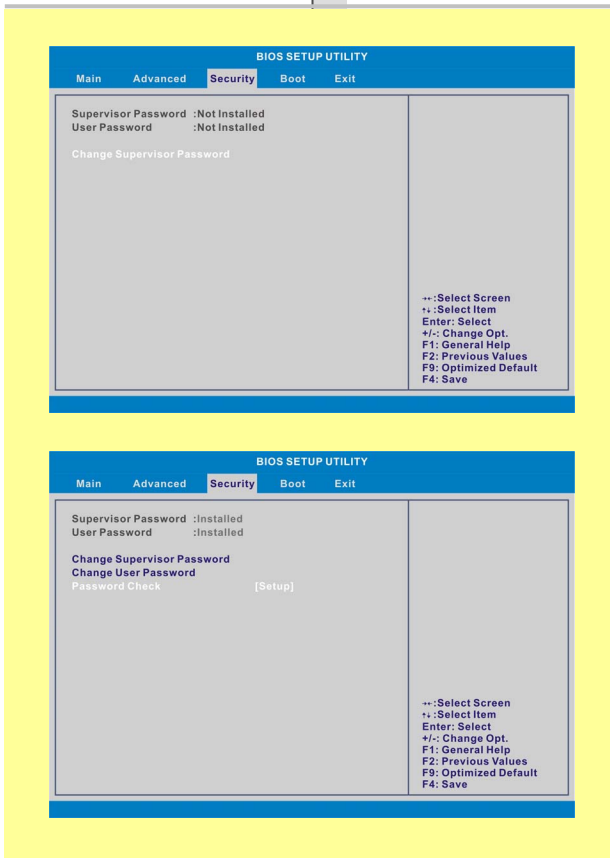 BIOS SETUP UTILITY
Main Advanced Security Boot Exit
Supervisor Password :Not Installed
User Password :Not Installed
Change Supervisor Password
→←:Select Screen
↑↓:Select Item
Enter: Select
+/-: Change Opt.
F1: General Help
F2: Previous Values
F9: Optimized Default
F4: Save
BIOS SETUP UTILITY
Main Advanced Security Boot Exit
Supervisor Password :Installed
User Password :Installed
Change Supervisor Password
Change User Password
Password Check [Setup]
→←:Select Screen
↑↓:Select Item
Enter: Select
+/-: Change Opt.
F1: General Help
F2: Previous Values
F9: Optimized Default
F4: Save